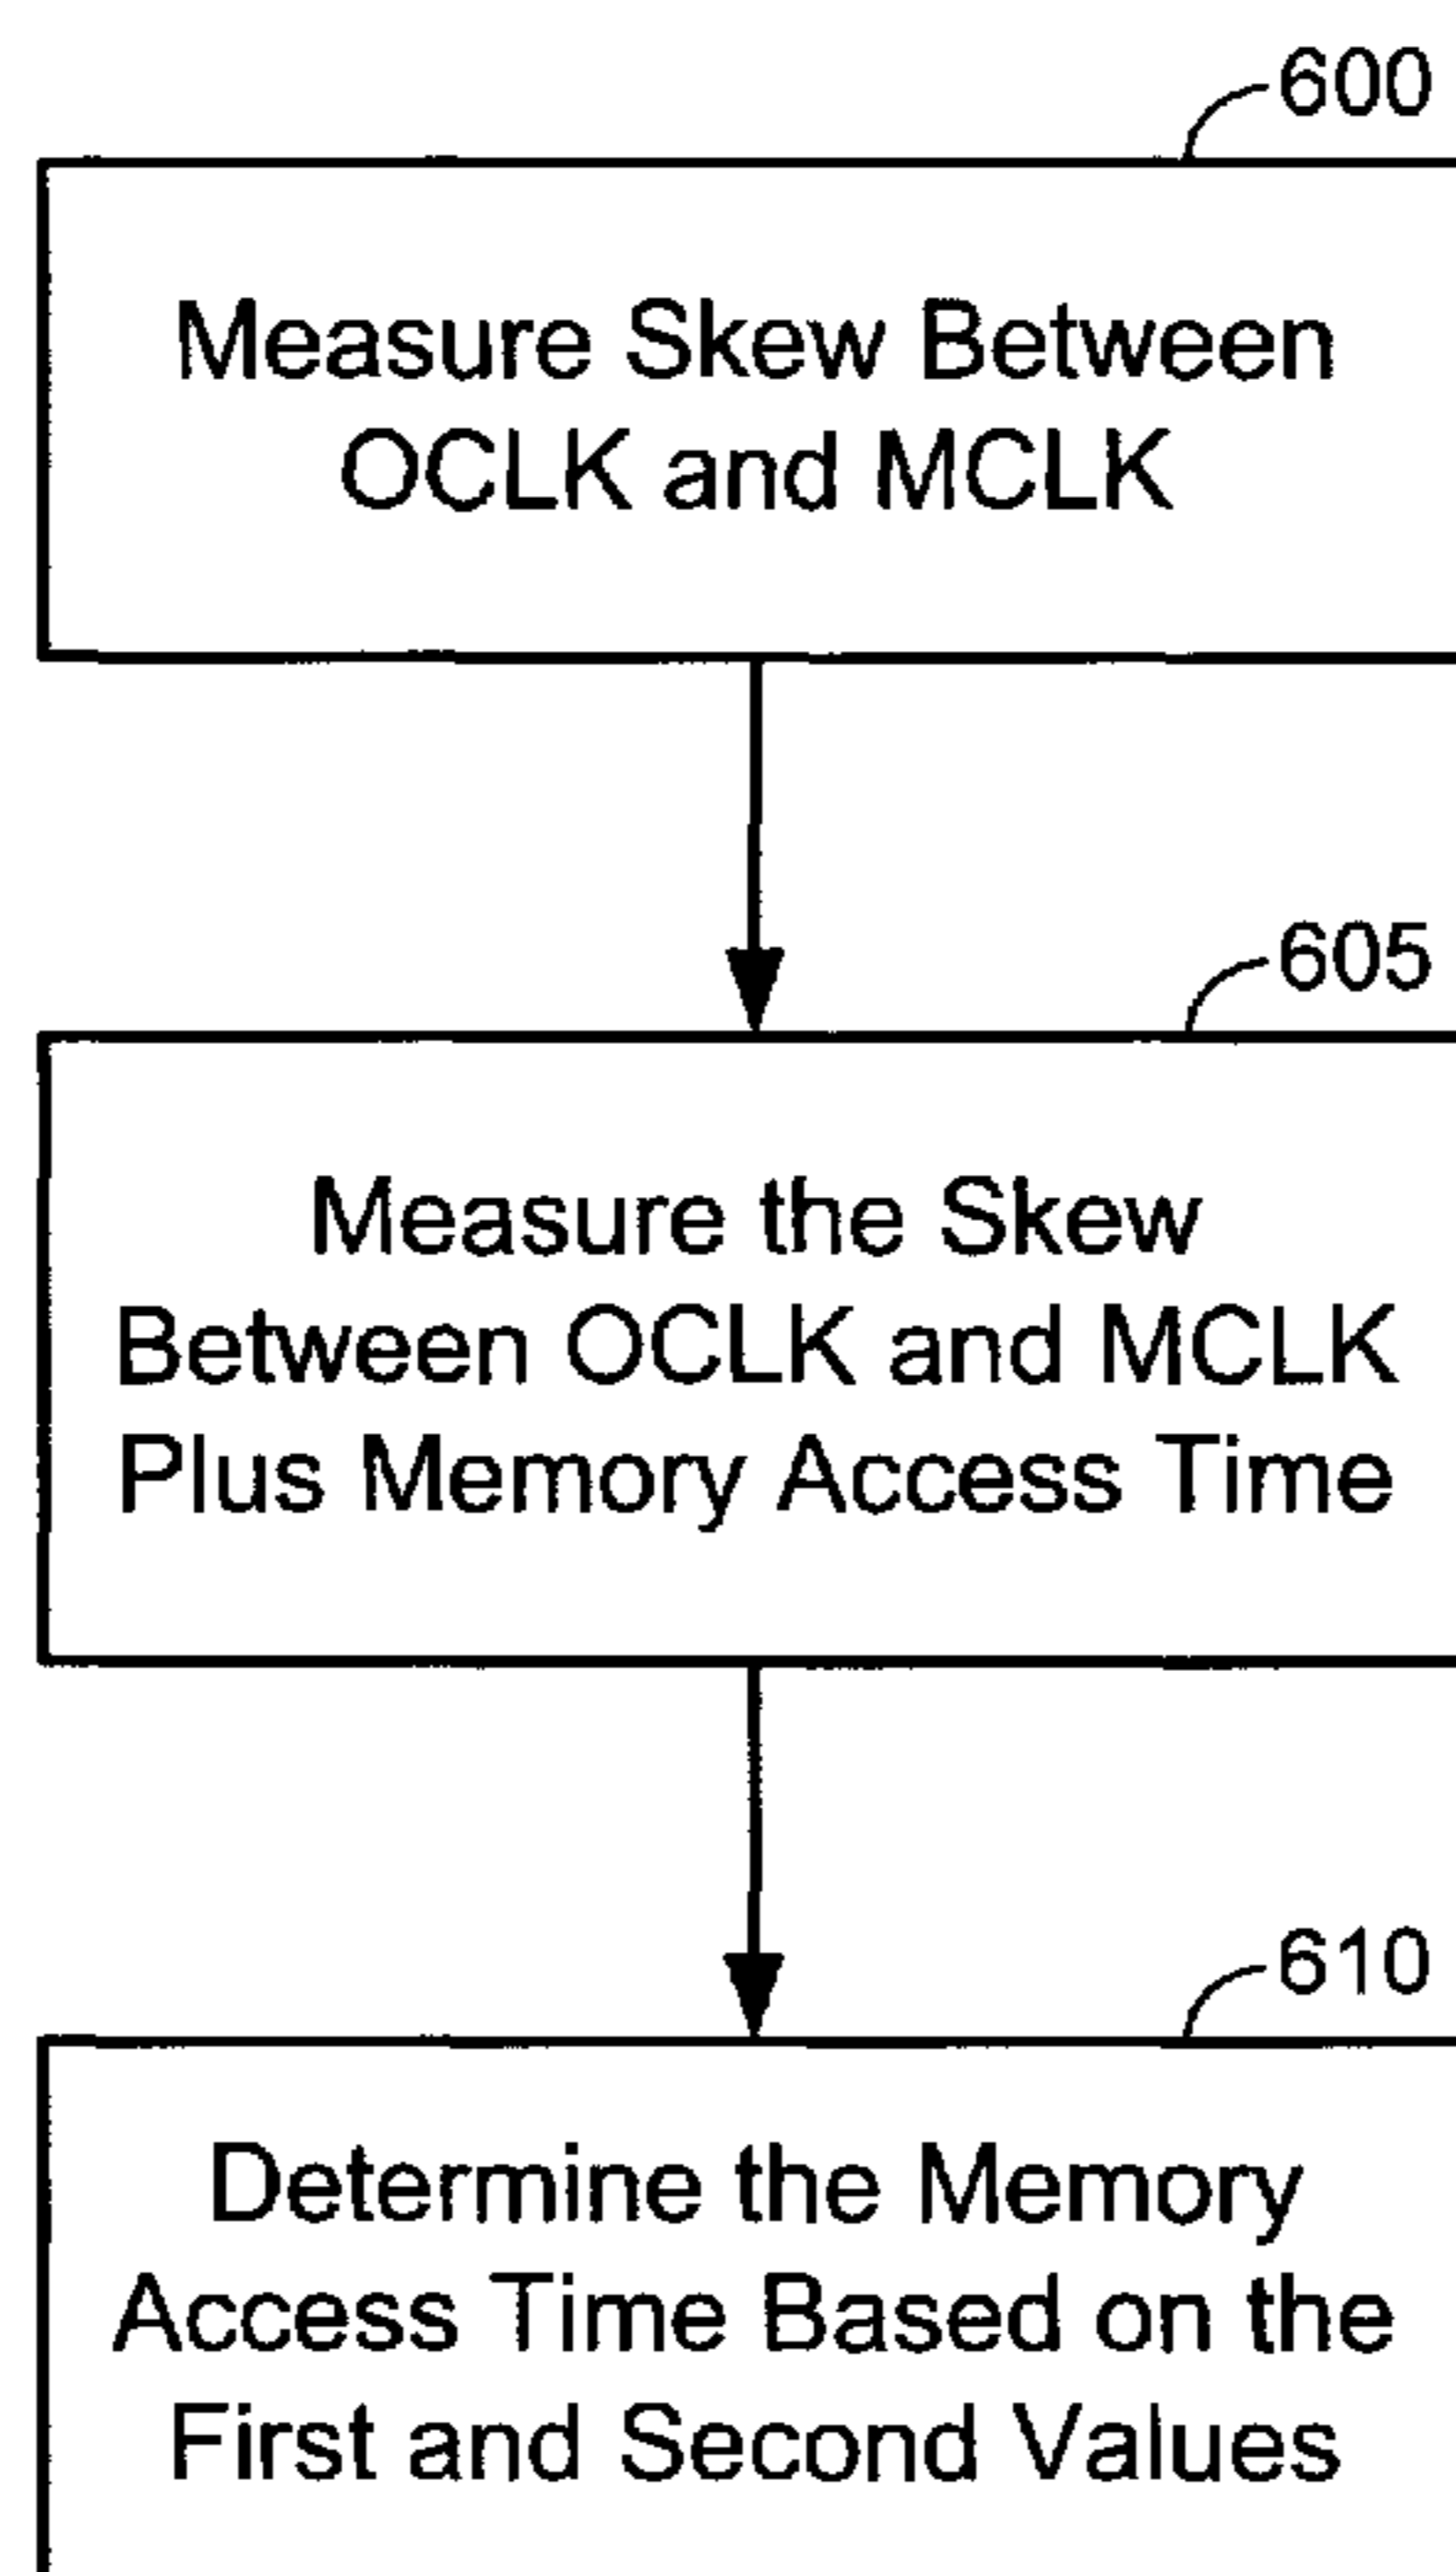 600
Measure Skew Between
OCLK and MCLK
605
Measure the Skew
Between OCLK and MCLK
Plus Memory Access Time
610
Determine the Memory
Access Time Based on the
First and Second Values